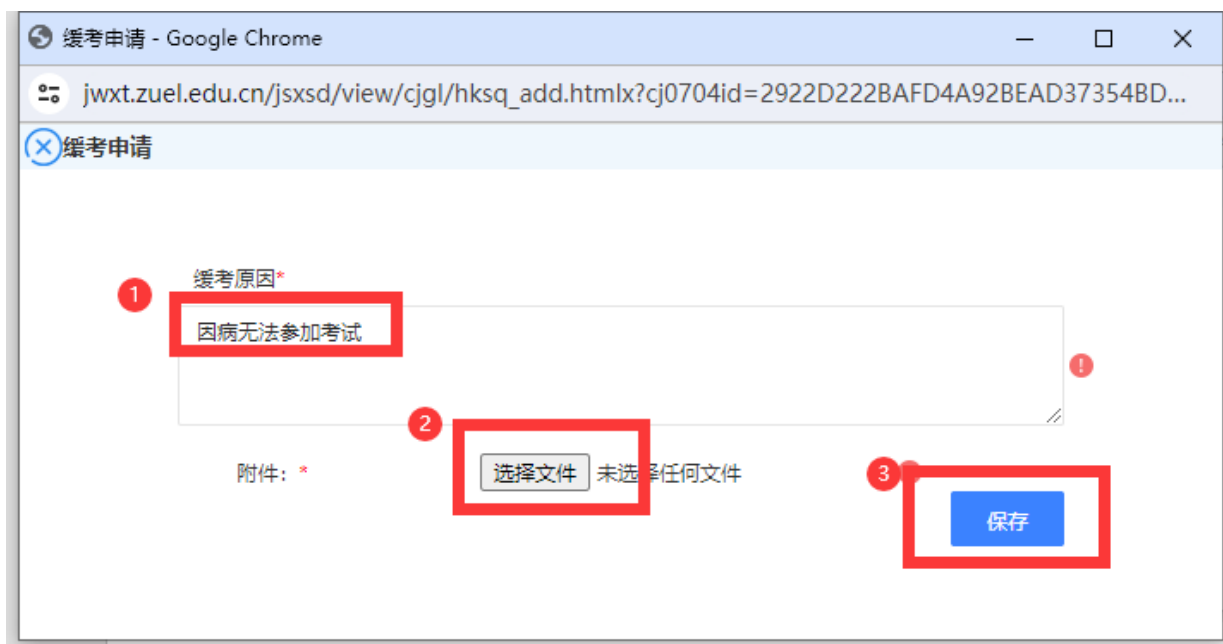 缓考申请 - Google Chrome
jwxt.zuel.edu.cn/jsxsd/view/cjgl/hksq_add.htmlx?cj0704id=2922D222BAFD4A92BEAD37354BD...
缓考申请
缓考原因*
1
因病无法参加考试
!
2
附件: *
选择文件 未选择任何文件
3
保存